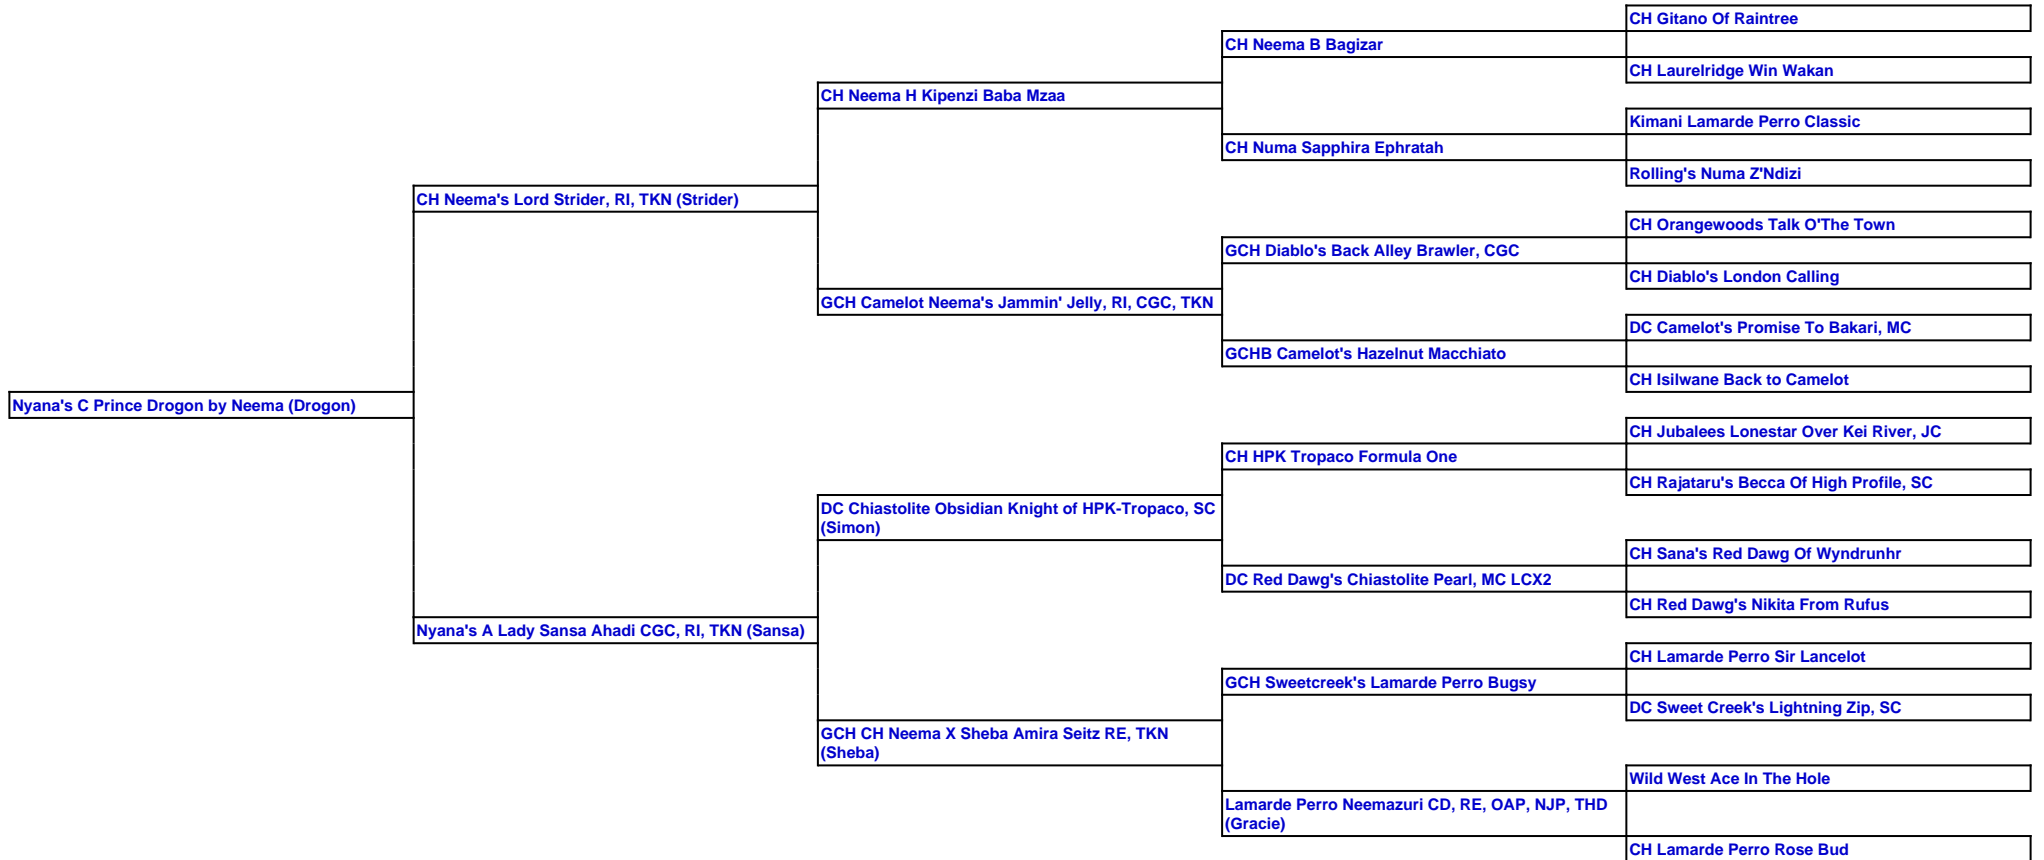 CH Gitano Of Raintree
CH Neema B Bagizar
CH Laurelridge Win Wakan
CH Neema H Kipenzi Baba Mzaa
Kimani Lamarde Perro Classic
CH Numa Sapphira Ephratah
Rolling's Numa Z'Ndizi
CH Neema's Lord Strider, RI, TKN (Strider)
CH Orangewoods Talk O'The Town
GCH Diablo's Back Alley Brawler, CGC
CH Diablo's London Calling
GCH Camelot Neema's Jammin' Jelly, RI, CGC, TKN
DC Camelot's Promise To Bakari, MC
GCHB Camelot's Hazelnut Macchiato
CH Isilwane Back to Camelot
Nyana's C Prince Drogon by Neema (Drogon)
CH Jubalees Lonestar Over Kei River, JC
CH HPK Tropaco Formula One
CH Rajataru's Becca Of High Profile, SC
DC Chiastolite Obsidian Knight of HPK-Tropaco, SC
(Simon)
CH Sana's Red Dawg Of Wyndrunhr
DC Red Dawg's Chiastolite Pearl, MC LCX2
CH Red Dawg's Nikita From Rufus
Nyana's A Lady Sansa Ahadi CGC, RI, TKN (Sansa)
CH Lamarde Perro Sir Lancelot
GCH Sweetcreek's Lamarde Perro Bugsy
DC Sweet Creek's Lightning Zip, SC
GCH CH Neema X Sheba Amira Seitz RE, TKN
(Sheba)
Wild West Ace In The Hole
Lamarde Perro Neemazuri CD, RE, OAP, NJP, THD
(Gracie)
CH Lamarde Perro Rose Bud